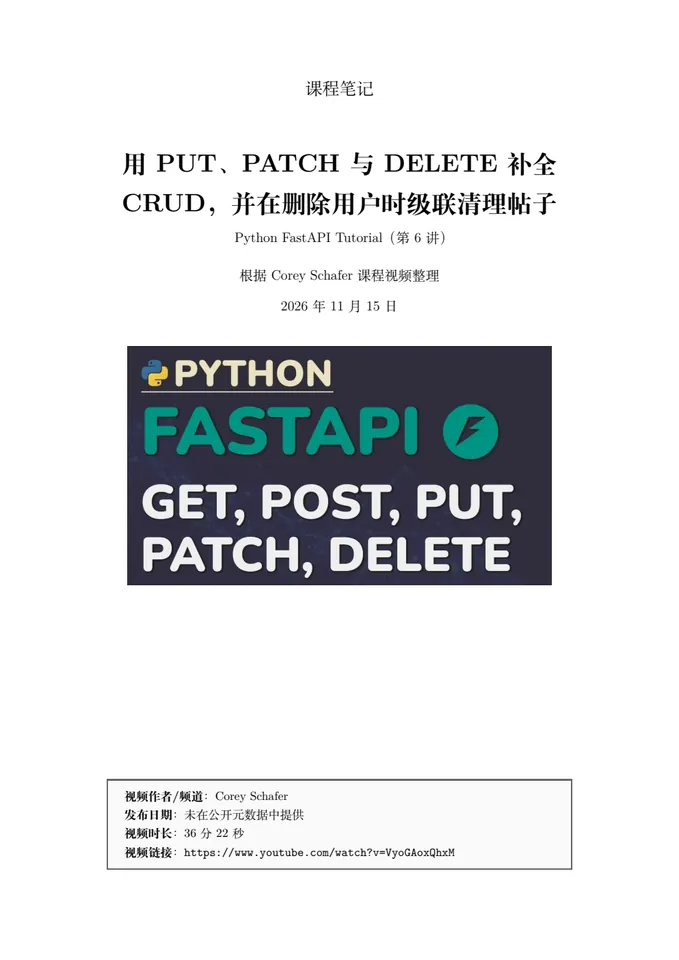 课程笔记
用 PUT、PATCH 与 DELETE 补全
CRUD，并在删除用户时级联清理帖子
Python FastAPI Tutorial（第 6 讲）
根据 Corey Schafer 课程视频整理
2026 年 11 月 15 日
PYTHON
FASTAPI
GET, POST, PUT,
PATCH, DELETE
视频作者/频道：Corey Schafer
发布日期：未在公开元数据中提供
视频时长：36 分 22 秒
视频链接：https://www.youtube.com/watch?v=VyoGAoxQhxM